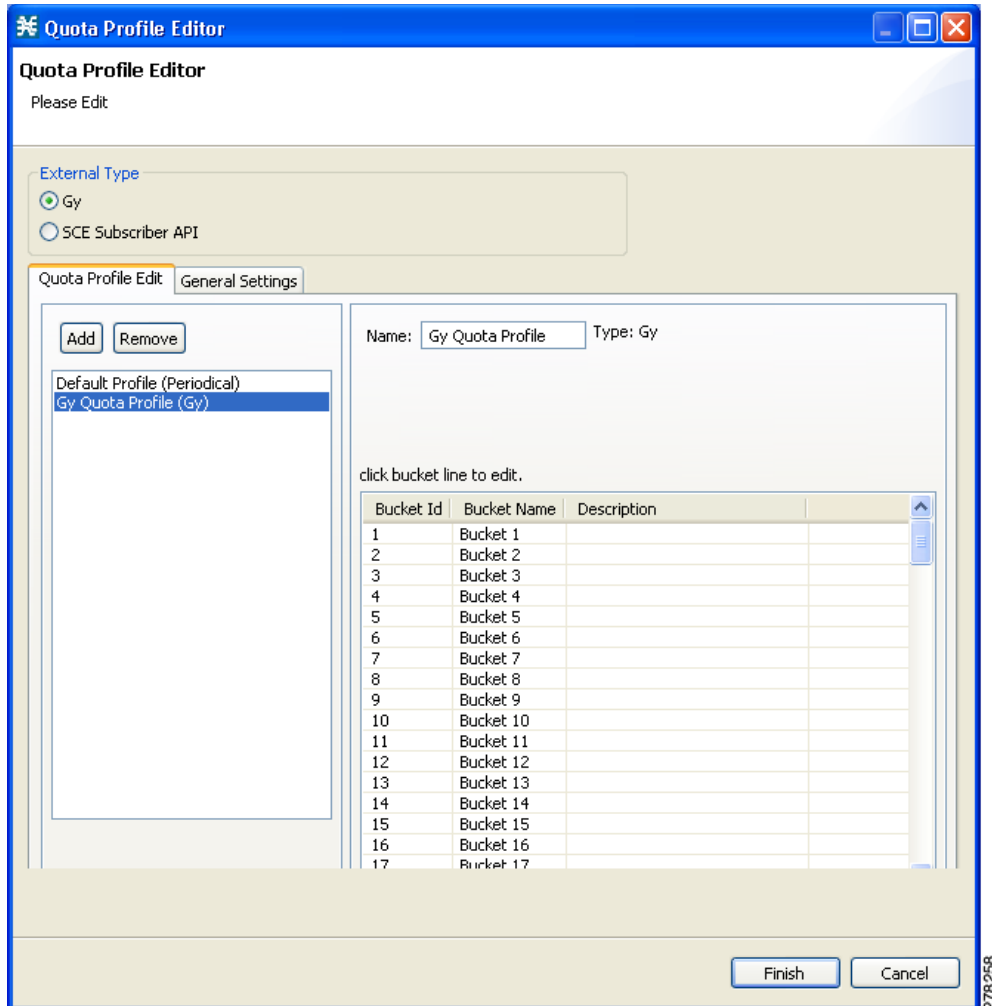 Quota Profile Editor
Quota Profile Editor
Please Edit
External Type
Gy
SCE Subscriber API
Quota Profile Edit General Settings
Add Remove
Default Profile (Periodical)
Gy Quota Profile (Gy)
Name: Gy Quota Profile Type: Gy
click bucket line to edit.
Bucket Id Bucket Name Description
1 Bucket 1
2 Bucket 2
3 Bucket 3
4 Bucket 4
5 Bucket 5
6 Bucket 6
7 Bucket 7
8 Bucket 8
9 Bucket 9
10 Bucket 10
11 Bucket 11
12 Bucket 12
13 Bucket 13
14 Bucket 14
15 Bucket 15
16 Bucket 16
17 Bucket 17
Finish Cancel